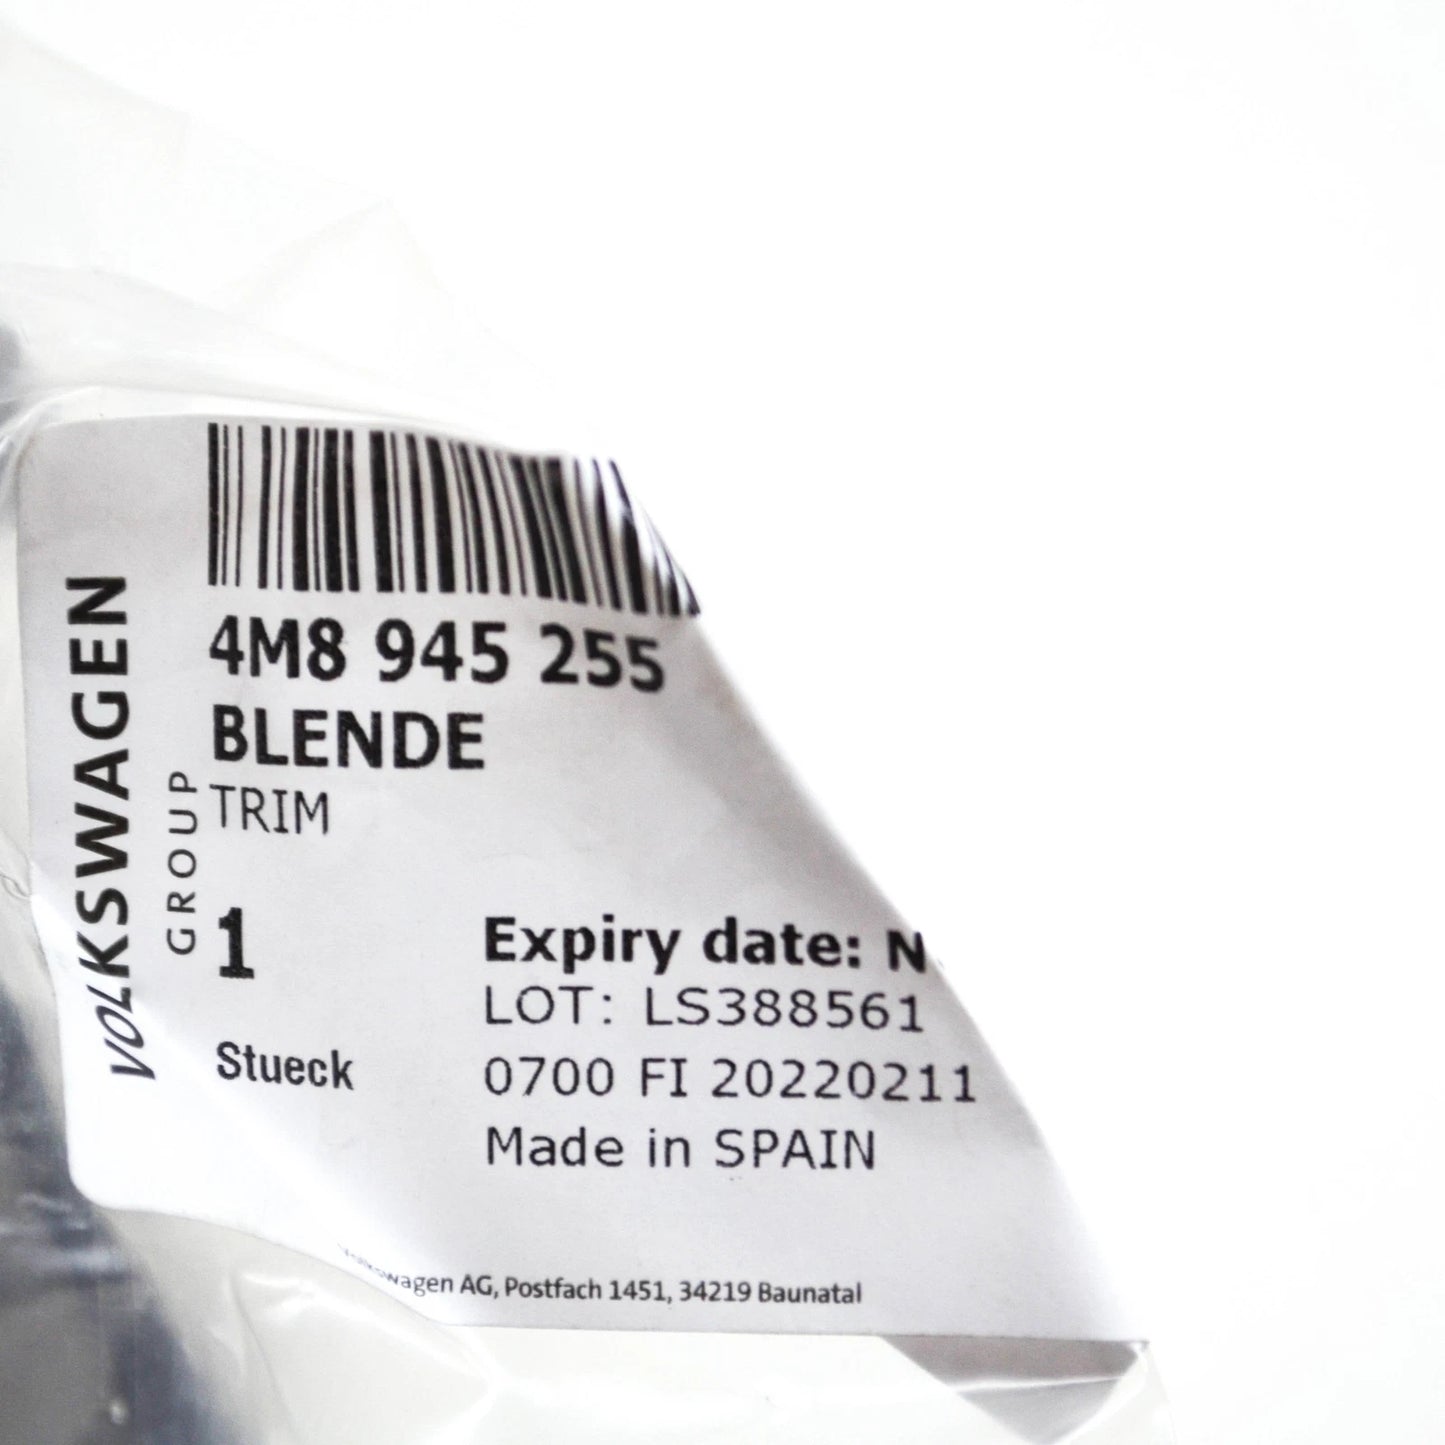 VOLKSWAGEN
GROUP
4M8 945 255
BLENDE
TRIM
1
Stueck
Expiry date: N
LOT: LS388561
0700 FI 20220211
Made in SPAIN
Volkswagen AG, Postfach 1451, 34219 Baunatal